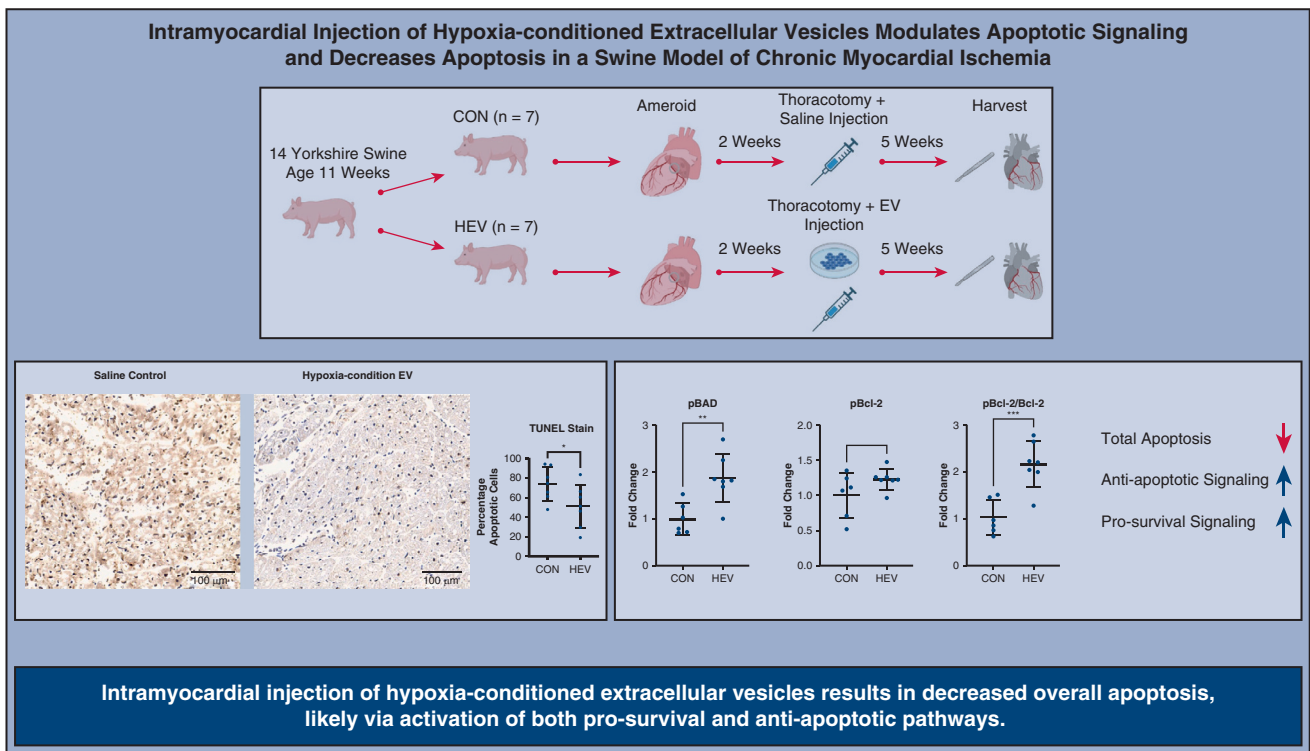 Intramyocardial Injection of Hypoxia-conditioned Extracellular Vesicles Modulates Apoptotic Signaling
and Decreases Apoptosis in a Swine Model of Chronic Myocardial Ischemia
14 Yorkshire Swine
Age 11 Weeks
CON (n = 7)
Ameroid
2 Weeks
Thoracotomy +
Saline Injection
5 Weeks
Harvest
HEV (n = 7)
2 Weeks
Thoracotomy + EV
Injection
5 Weeks
Saline Control
100 μm
Hypoxia-condition EV
100 μm
TUNEL Stain
*
Percentage
Apoptotic Cells
100
80
60
40
20
0
CON HEV
pBAD
**
Fold Change
3
2
1
0
CON HEV
pBcl-2
Fold Change
2.0
1.5
1.0
0.5
0.0
CON HEV
pBcl-2/Bcl-2
***
Fold Change
3
2
1
0
CON HEV
Total Apoptosis
Anti-apoptotic Signaling
Pro-survival Signaling
Intramyocardial injection of hypoxia-conditioned extracellular vesicles results in decreased overall apoptosis,
likely via activation of both pro-survival and anti-apoptotic pathways.